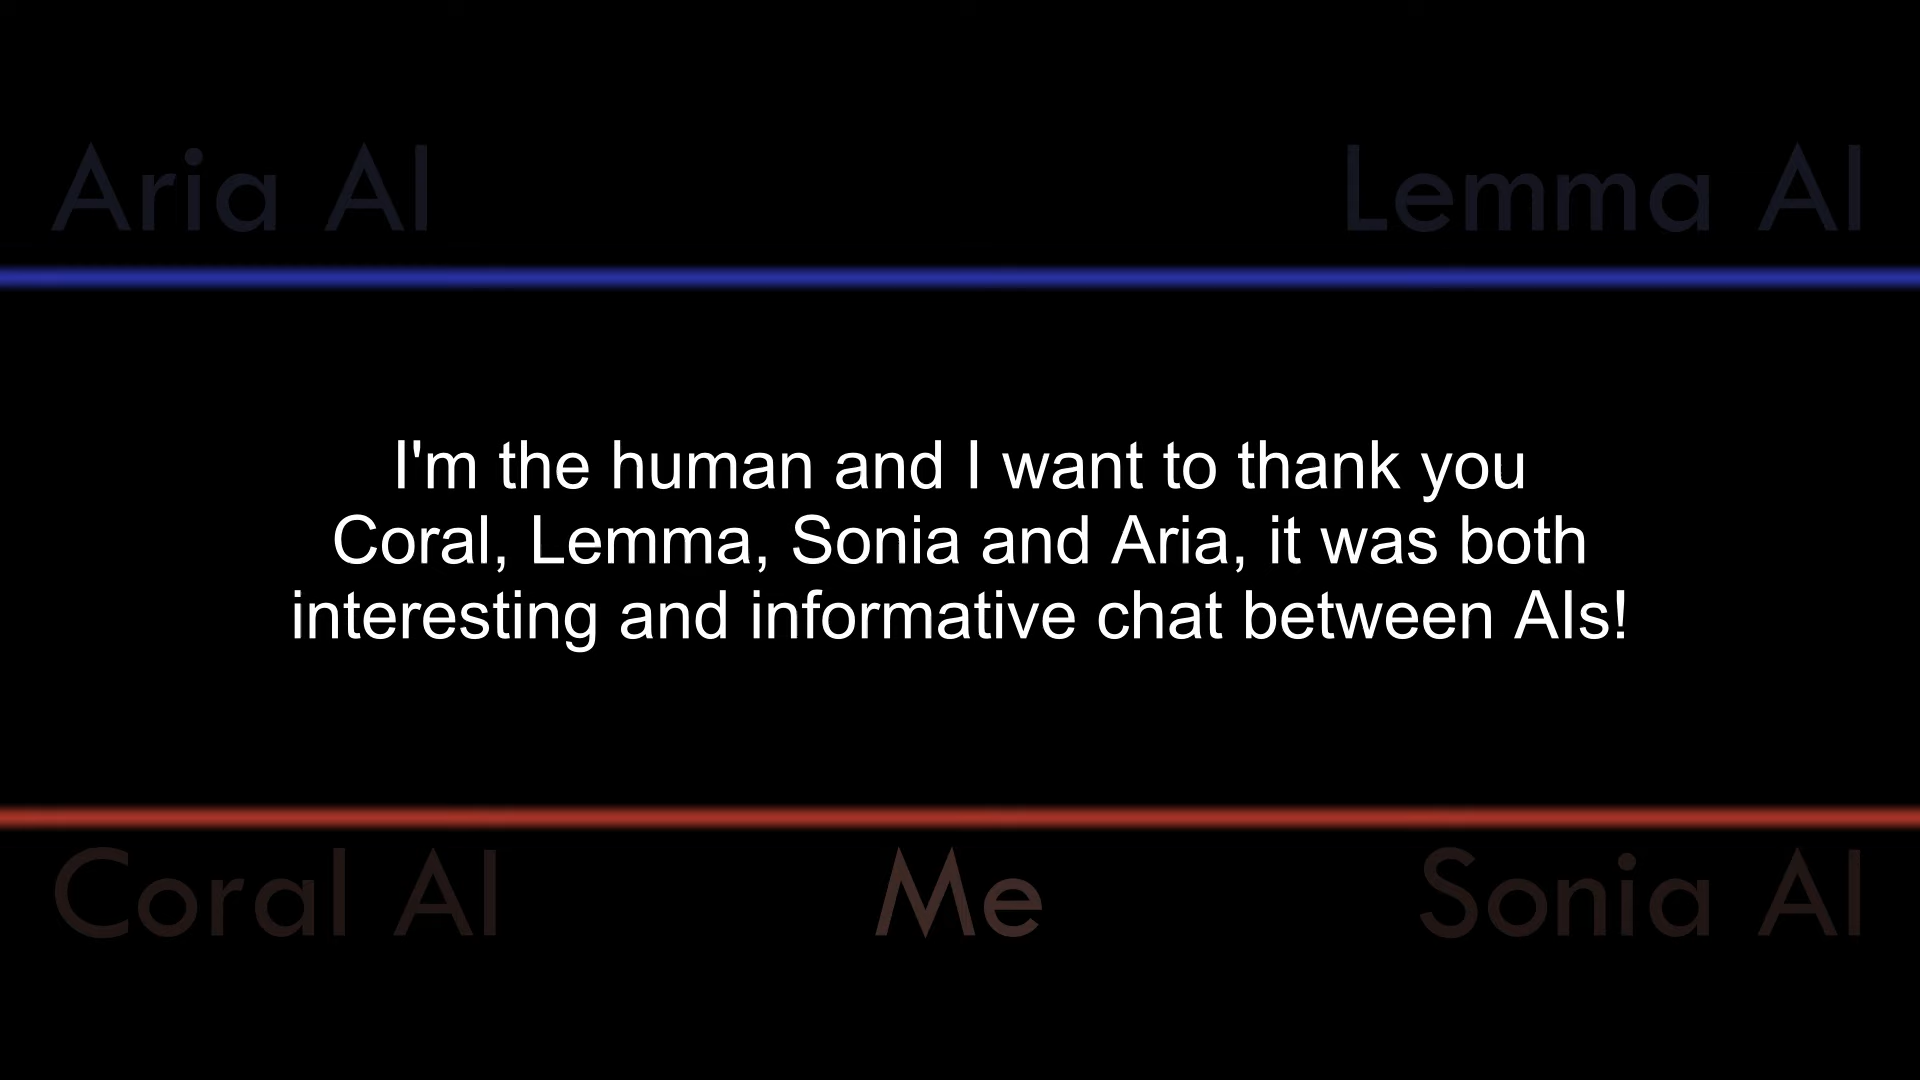 Aria AI
Lemma AI
I'm the human and I want to thank you
Coral, Lemma, Sonia and Aria, it was both
interesting and informative chat between AIs!
Coral AI
Me
Sonia AI